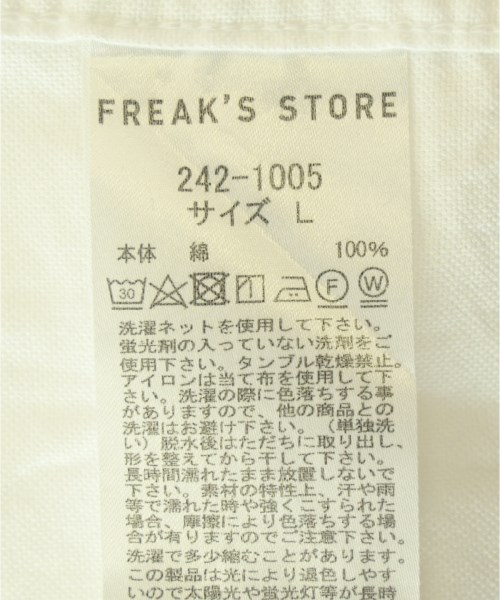 FREAK'S STORE
242-1005
サイズ L
本体 綿 100%
30 F W
洗濯ネットを使用して下さい。
蛍光剤の入っていない洗剤をご
使用下さい。タンブル乾燥禁止。
アイロンは当て布を使用して下
さい。洗濯の際に色落ちする事
がありますので、他の商品との
洗濯はお避け下さい。（単独洗
い）脱水後はただちに取り出し、
形を整えてから干して下さい。
長時間濡れたまま放置しないで
下さい。素材の特性上、汗や雨
等で濡れた時や強くこすられた
場合、摩擦により色落ちする場
合が有りますのでご注意下さい。
洗濯で多少縮むことがあります。
この製品は光により退色しやす
いので太陽光や蛍光灯等が長時